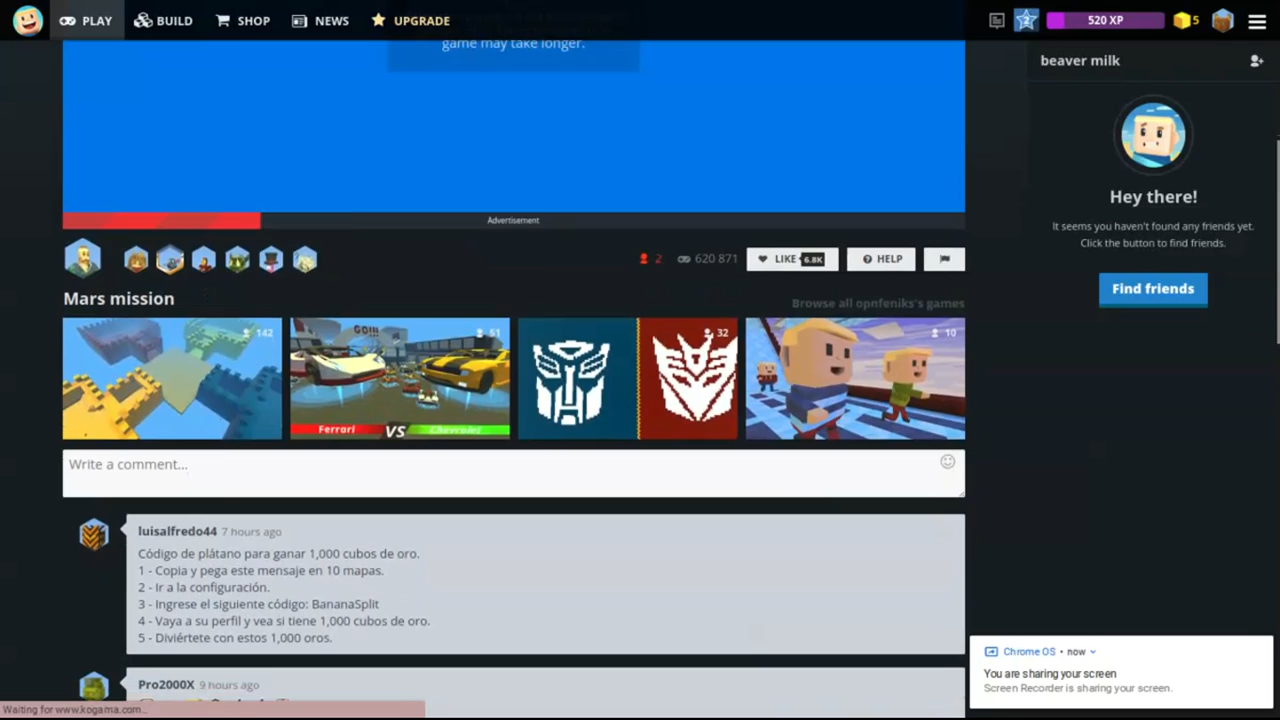 PLAY BUILD SHOP NEWS UPGRADE 2 520 XP 5
game may take longer.
beaver milk
Hey there!
It seems you haven't found any friends yet.
Click the button to find friends.
Find friends
Advertisement
2 620 871 LIKE 6.8K HELP
Mars mission
Browse all opnfeniks's games
142 51 32 10
Ferrari VS Chevrolet
Write a comment...
luisalfredo44 7 hours ago
Código de plátano para ganar 1,000 cubos de oro.
1 - Copia y pega este mensaje en 10 mapas.
2 - Ir a la configuración.
3 - Ingrese el siguiente código: BananaSplit
4 - Vaya a su perfil y vea si tiene 1,000 cubos de oro.
5 - Diviértete con estos 1,000 oros.
Pro2000X 9 hours ago
Chrome OS • now
You are sharing your screen
Screen Recorder is sharing your screen.
Waiting for www.kogama.com...